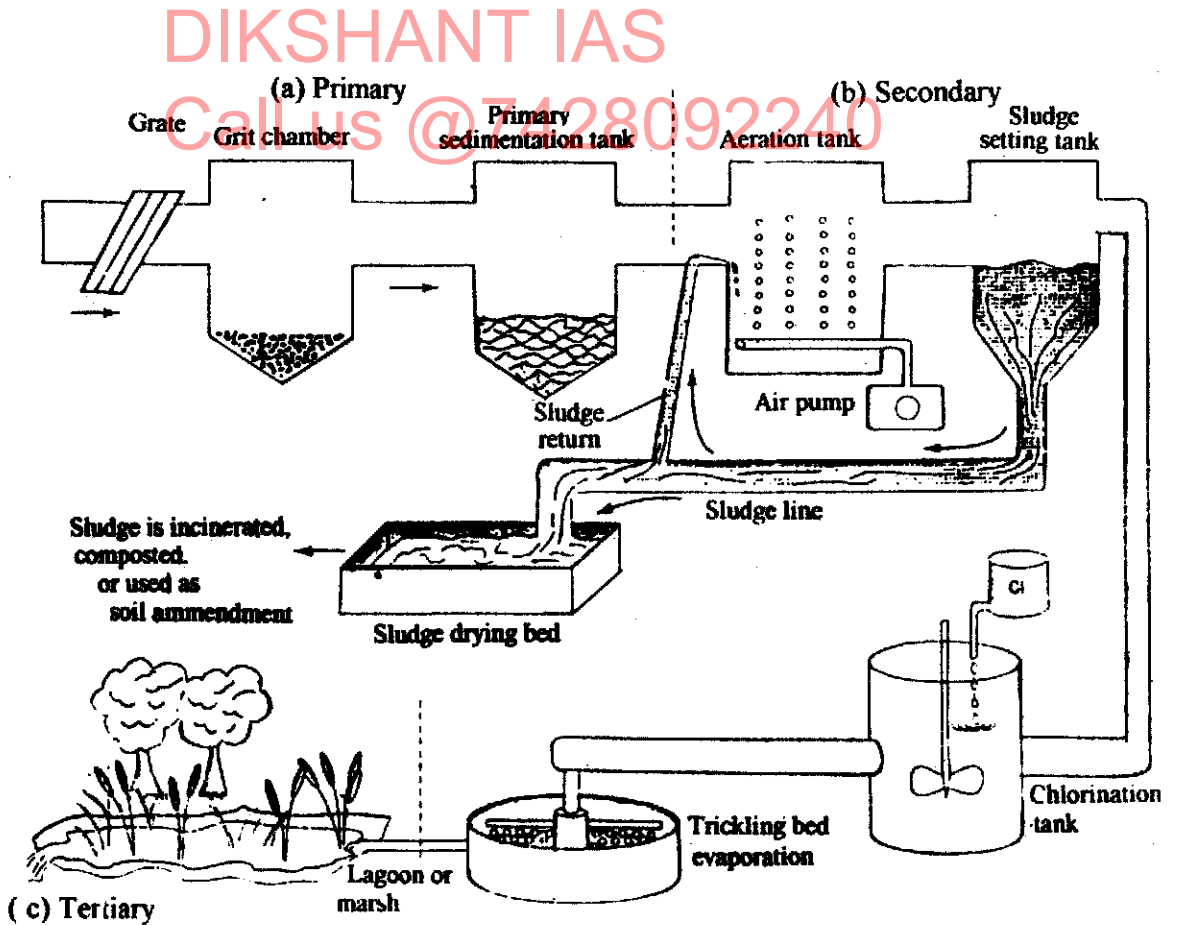 DIKSHANT IAS
Call us @7428092240
(a) Primary
(b) Secondary
Grate
Grit chamber
Primary
sedimentation tank
Aeration tank
Sludge
setting tank
Sludge
return
Air pump
Sludge line
Sludge is incinerated,
composted.
or used as
soil ammendment
Sludge drying bed
Cl
Chlorination
tank
Trickling bed
evaporation
Lagoon or
marsh
( c) Tertiary